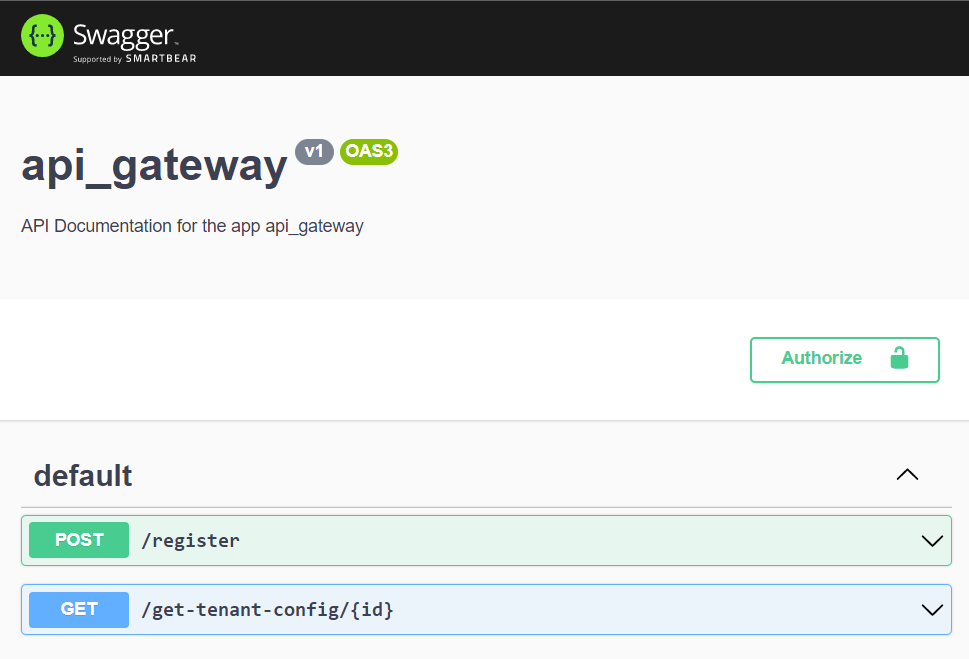 {···} Swagger™
Supported by SMARTBEAR
api_gateway v1 OAS3
API Documentation for the app api_gateway
Authorize
default
POST /register
GET /get-tenant-config/{id}